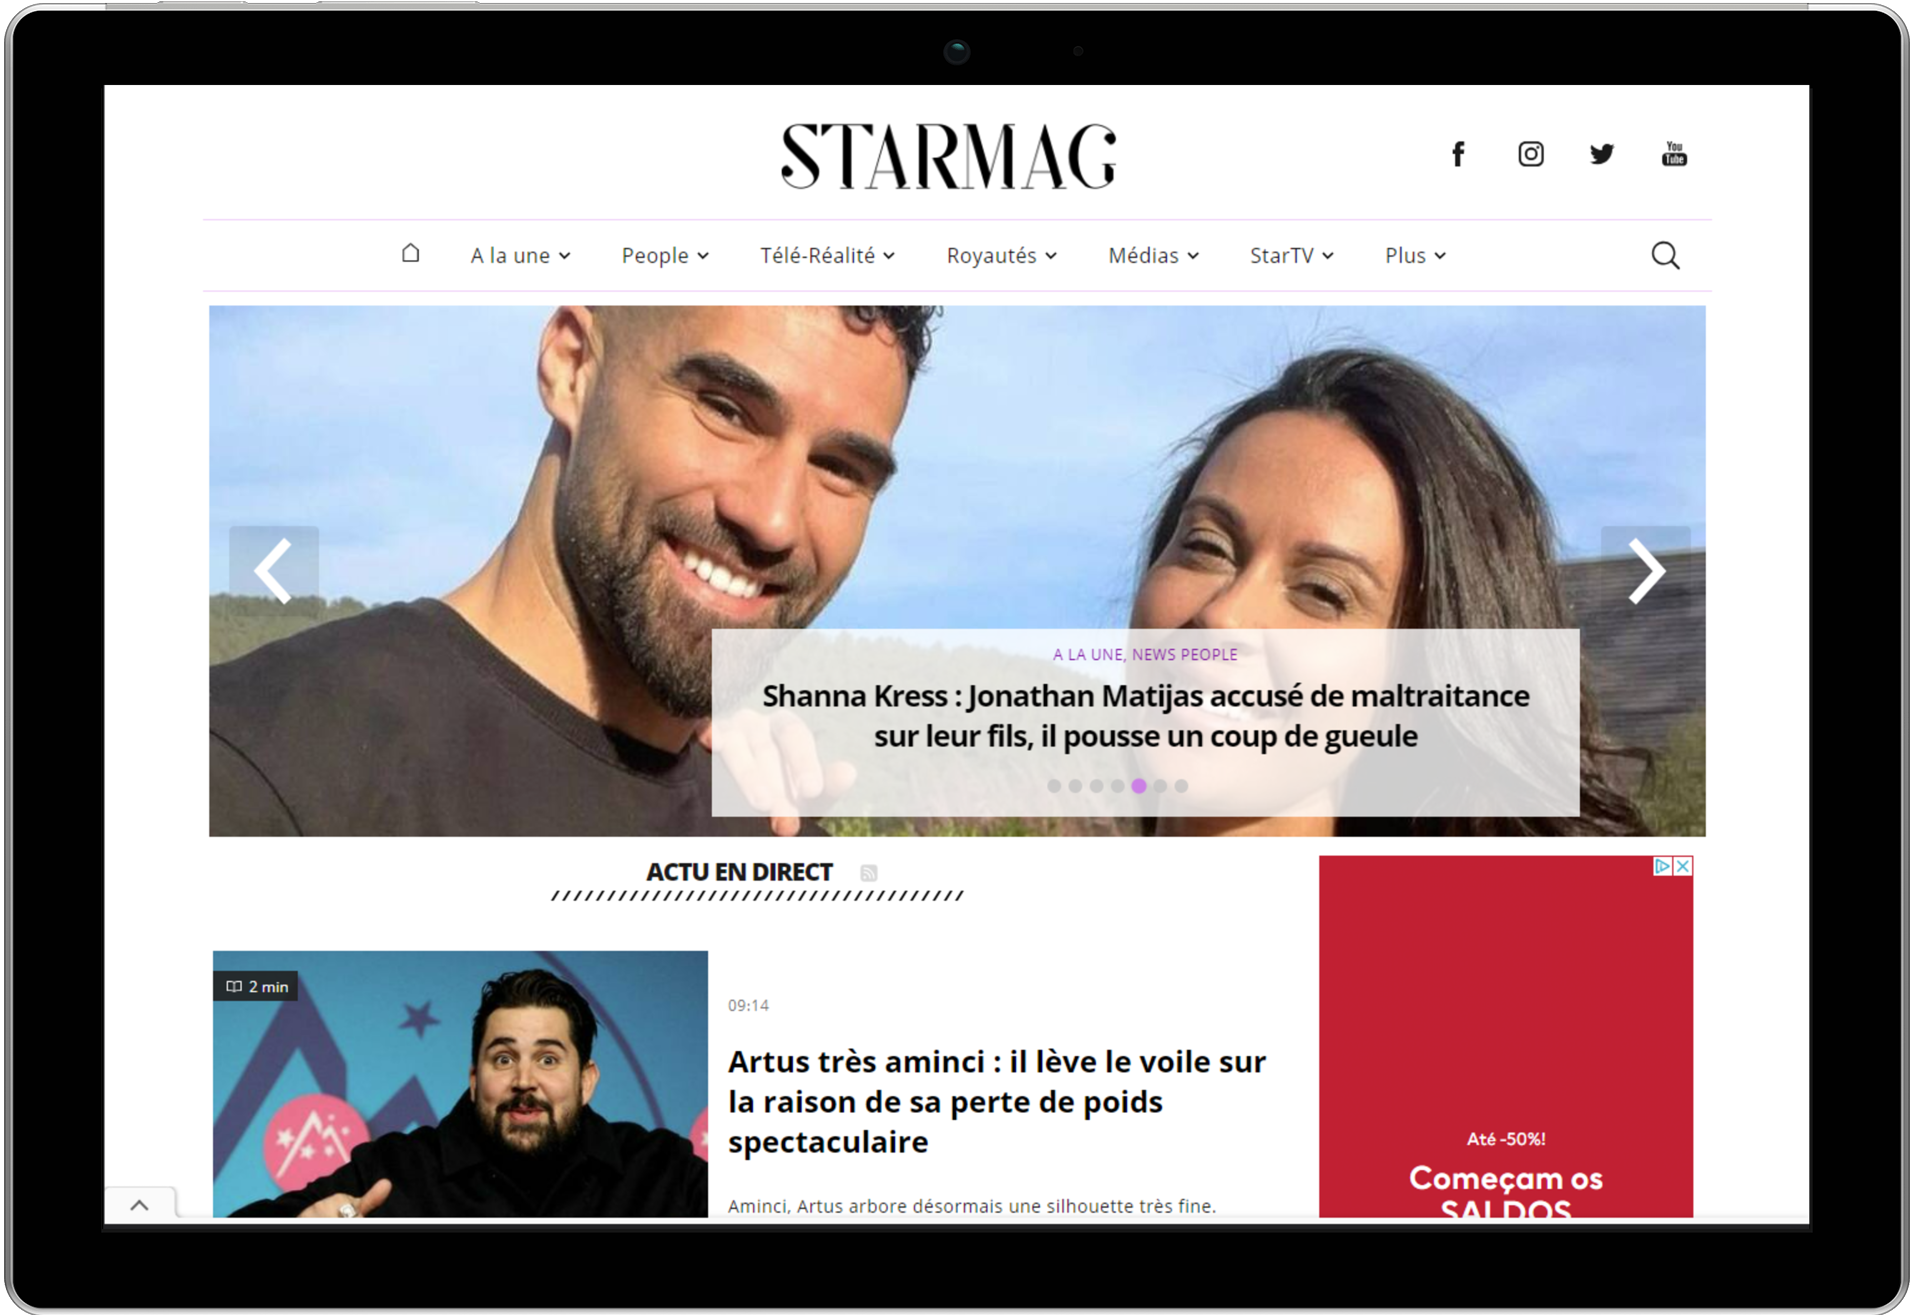 STARMAG
You
Tube
A la une
People
Télé-Réalité
Royautés
Médias
StarTV
Plus
A LA UNE, NEWS PEOPLE
Shanna Kress : Jonathan Matijas accusé de maltraitance
sur leur fils, il pousse un coup de gueule
ACTU EN DIRECT
2 min
09:14
Artus très aminci : il lève le voile sur
la raison de sa perte de poids
spectaculaire
Aminci, Artus arbore désormais une silhouette très fine.
Até -50%!
Começam os
SALDOS